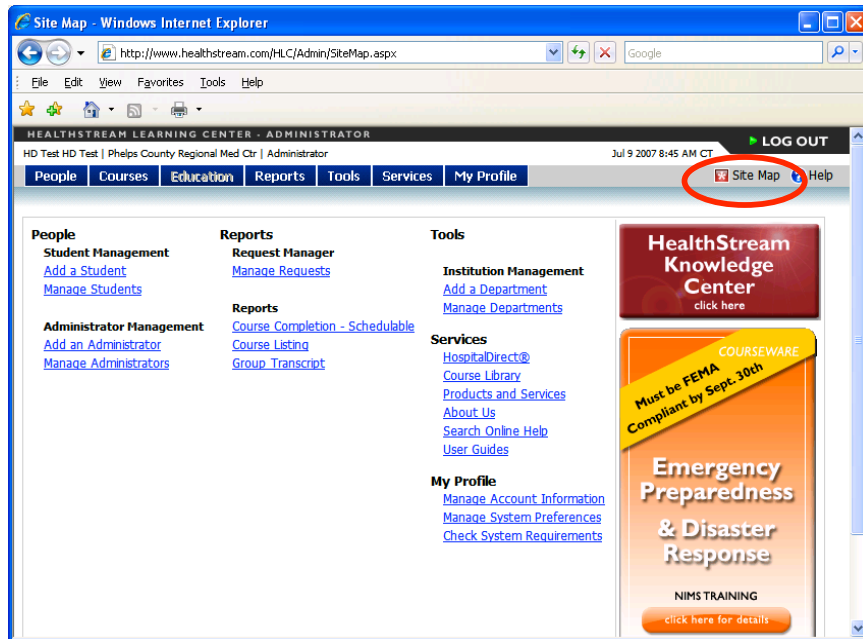 Site Map - Windows Internet Explorer
http://www.healthstream.com/HLC/Admin/SiteMap.aspx
Google
File Edit View Favorites Tools Help
HEALTHSTREAM LEARNING CENTER - ADMINISTRATOR
LOG OUT
HD Test HD Test | Phelps County Regional Med Ctr | Administrator
Jul 9 2007 8:45 AM CT
People Courses Education Reports Tools Services My Profile
Site Map Help
People
Student Management
Add a Student
Manage Students
Administrator Management
Add an Administrator
Manage Administrators
Reports
Request Manager
Manage Requests
Reports
Course Completion - Schedulable
Course Listing
Group Transcript
Tools
Institution Management
Add a Department
Manage Departments
Services
HospitalDirect®
Course Library
Products and Services
About Us
Search Online Help
User Guides
My Profile
Manage Account Information
Manage System Preferences
Check System Requirements
HealthStream
Knowledge
Center
click here
COURSEWARE
Must be FEMA
Compliant by Sept. 30th
Emergency
Preparedness
& Disaster
Response
NIMS TRAINING
click here for details